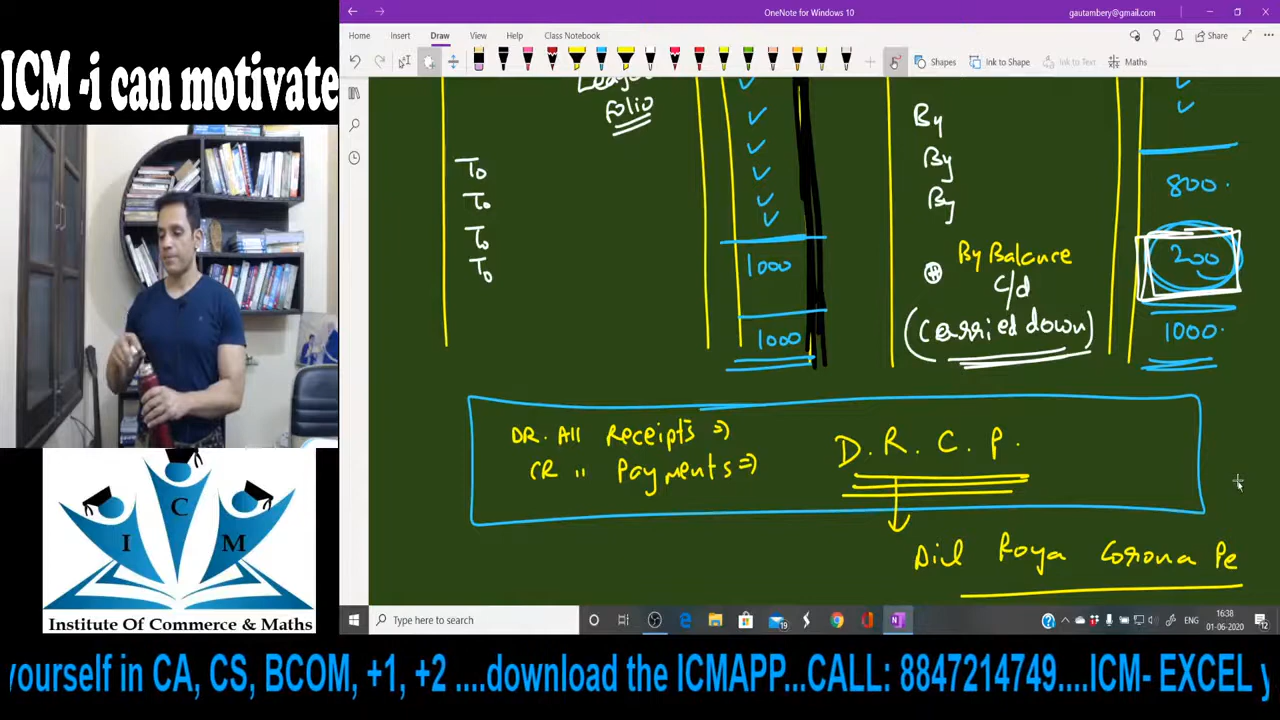 ICM -i can motivate
OneNote for Windows 10
gautambery@gmail.com
Home Insert Draw View Help Class Notebook
Share
Shapes Ink to Shape Ink to Text Maths
Folio
To
To
To
To
1000
1000
By
By
By
800
By Balance
C/d
(carried down)
200
1000
DR. All Receipts ⇒
CR " Payments ⇒
D. R. C. P.
Dil Roya Corona Pe
I C M
Institute Of Commerce & Maths
Type here to search
19
ENG
16:38
01-06-2020
yourself in CA, CS, BCOM, +1, +2 ....download the ICMAPP...CALL: 8847214749....ICM- EXCEL y